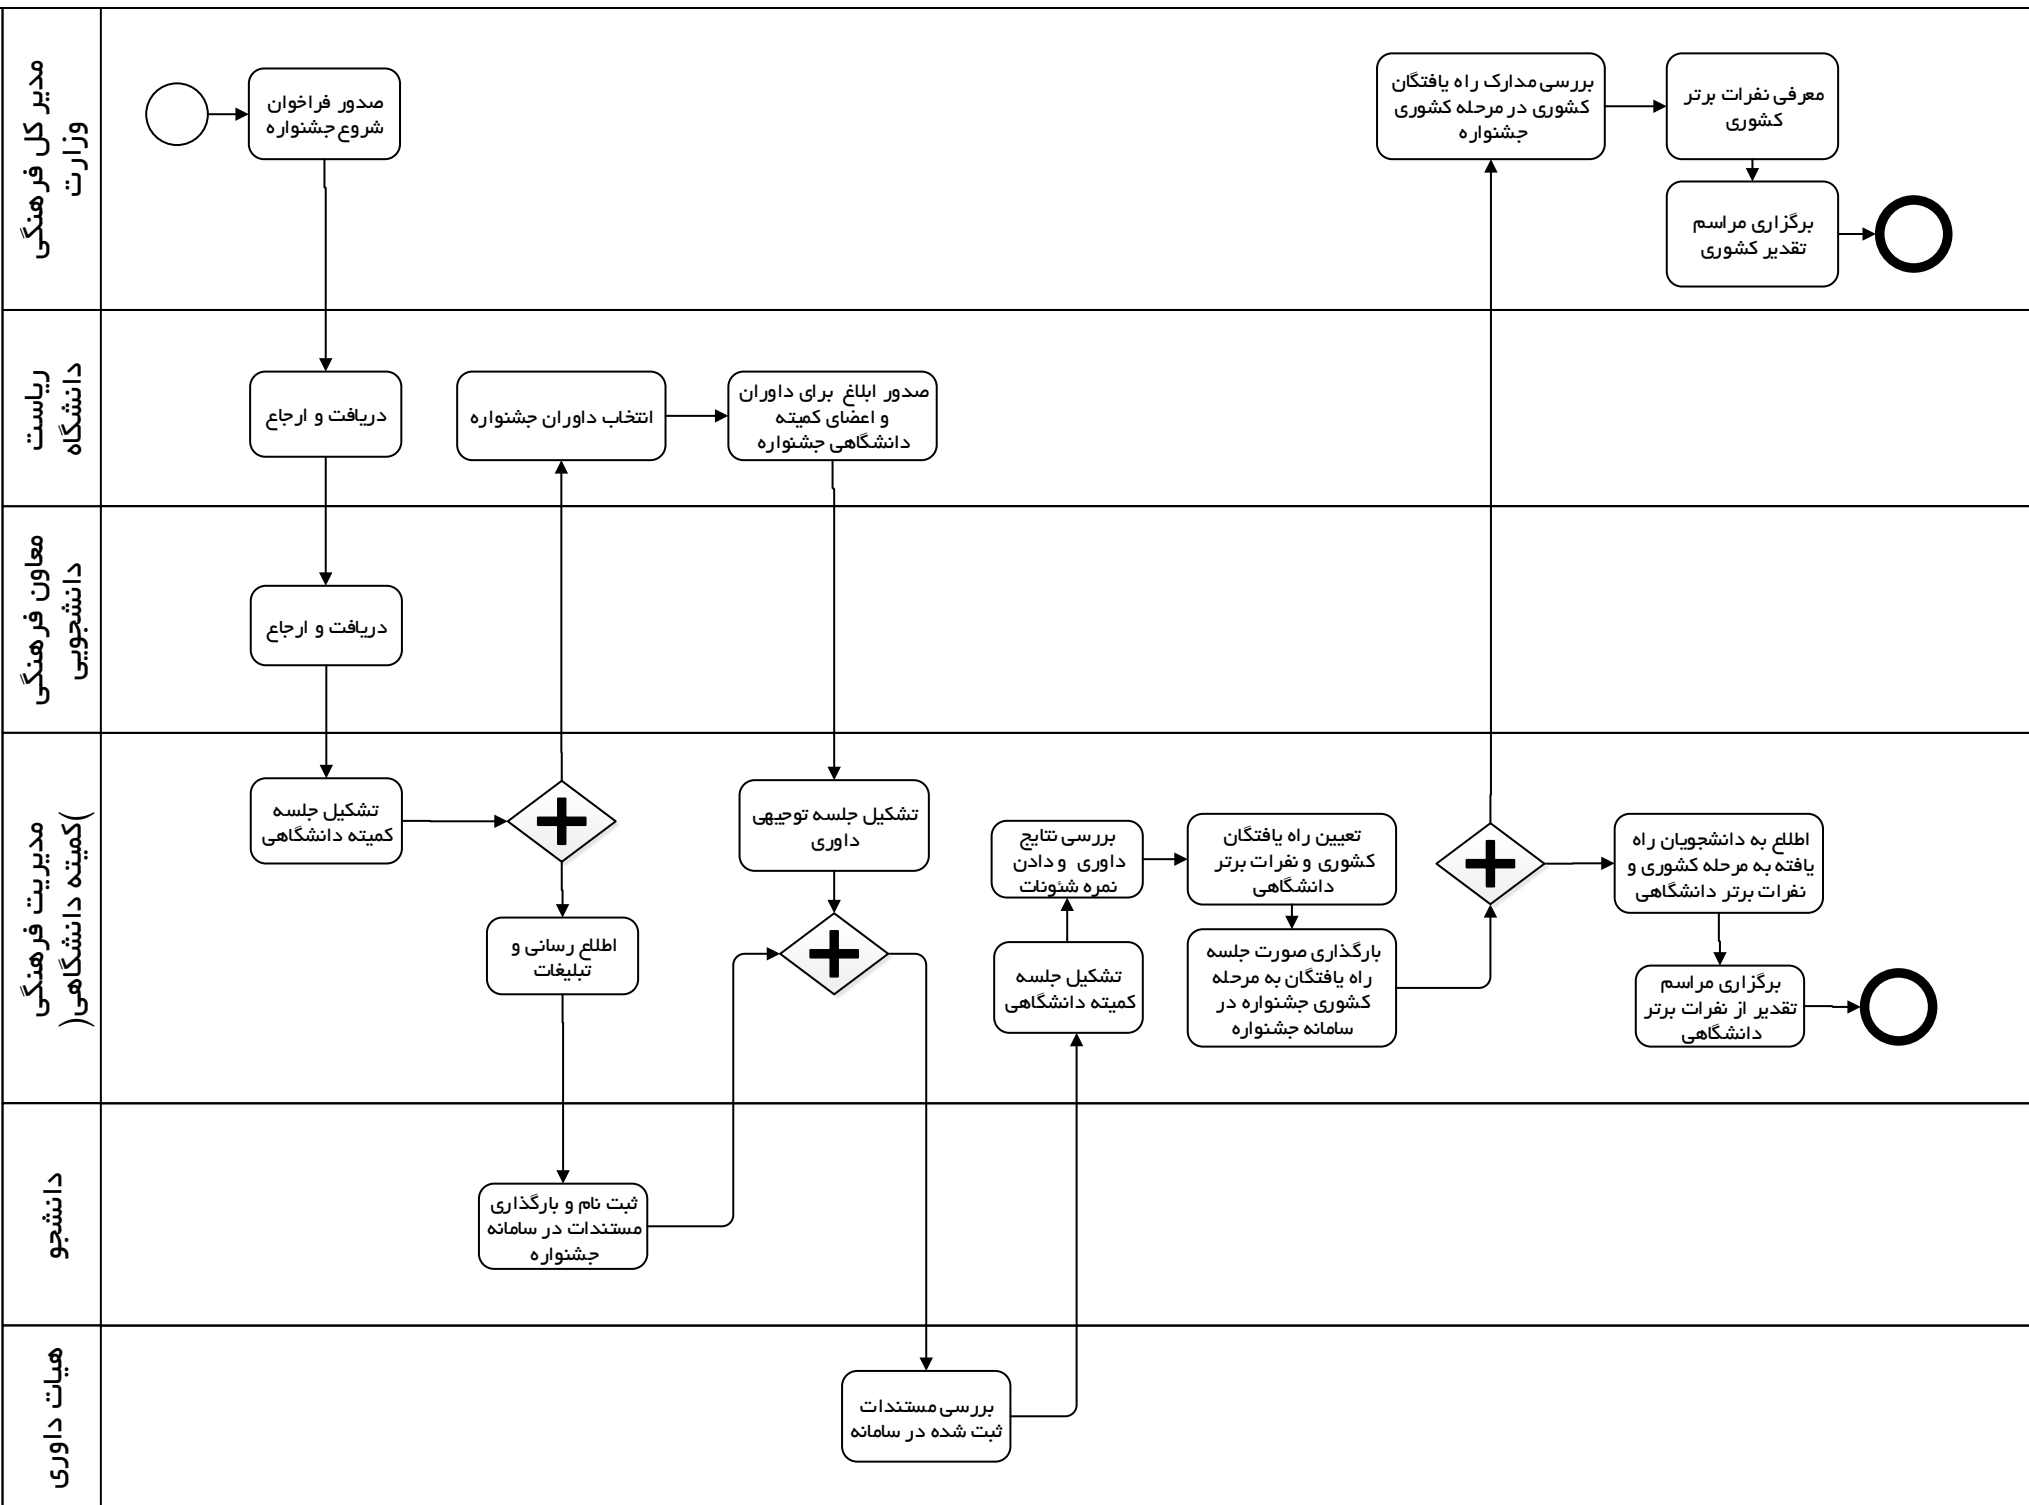 مدیر کل فرهنگی
وزارت
صدور فراخوان
شروع جشنواره
بررسی مدارک راه یافتگان
کشوری در مرحله کشوری
جشنواره
معرفی نفرات برتر
کشوری
برگزاری مراسم
تقدیر کشوری
ریاست
دانشگاه
دریافت و ارجاع
انتخاب داوران جشنواره
صدور ابلاغ برای داوران
و اعضای کمیته
دانشگاهی جشنواره
معاون فرهنگی
دانشجویی
دریافت و ارجاع
مدیریت فرهنگی
)کمیته دانشگاهی(
تشکیل جلسه
کمیته دانشگاهی
اطلاع رسانی و
تبلیغات
تشکیل جلسه توجیهی
داوری
تشکیل جلسه
کمیته دانشگاهی
بررسی نتایج
داوری و دادن
نمره شئونات
تعیین راه یافتگان
کشوری و نفرات برتر
دانشگاهی
بارگذاری صورت جلسه
راه یافتگان به مرحله
کشوری جشنواره در
سامانه جشنواره
اطلاع به دانشجویان راه
یافته به مرحله کشوری و
نفرات برتر دانشگاهی
برگزاری مراسم
تقدیر از نفرات برتر
دانشگاهی
دانشجو
ثبت نام و بارگذاری
مستندات در سامانه
جشنواره
هیات داوری
بررسی مستندات
ثبت شده در سامانه